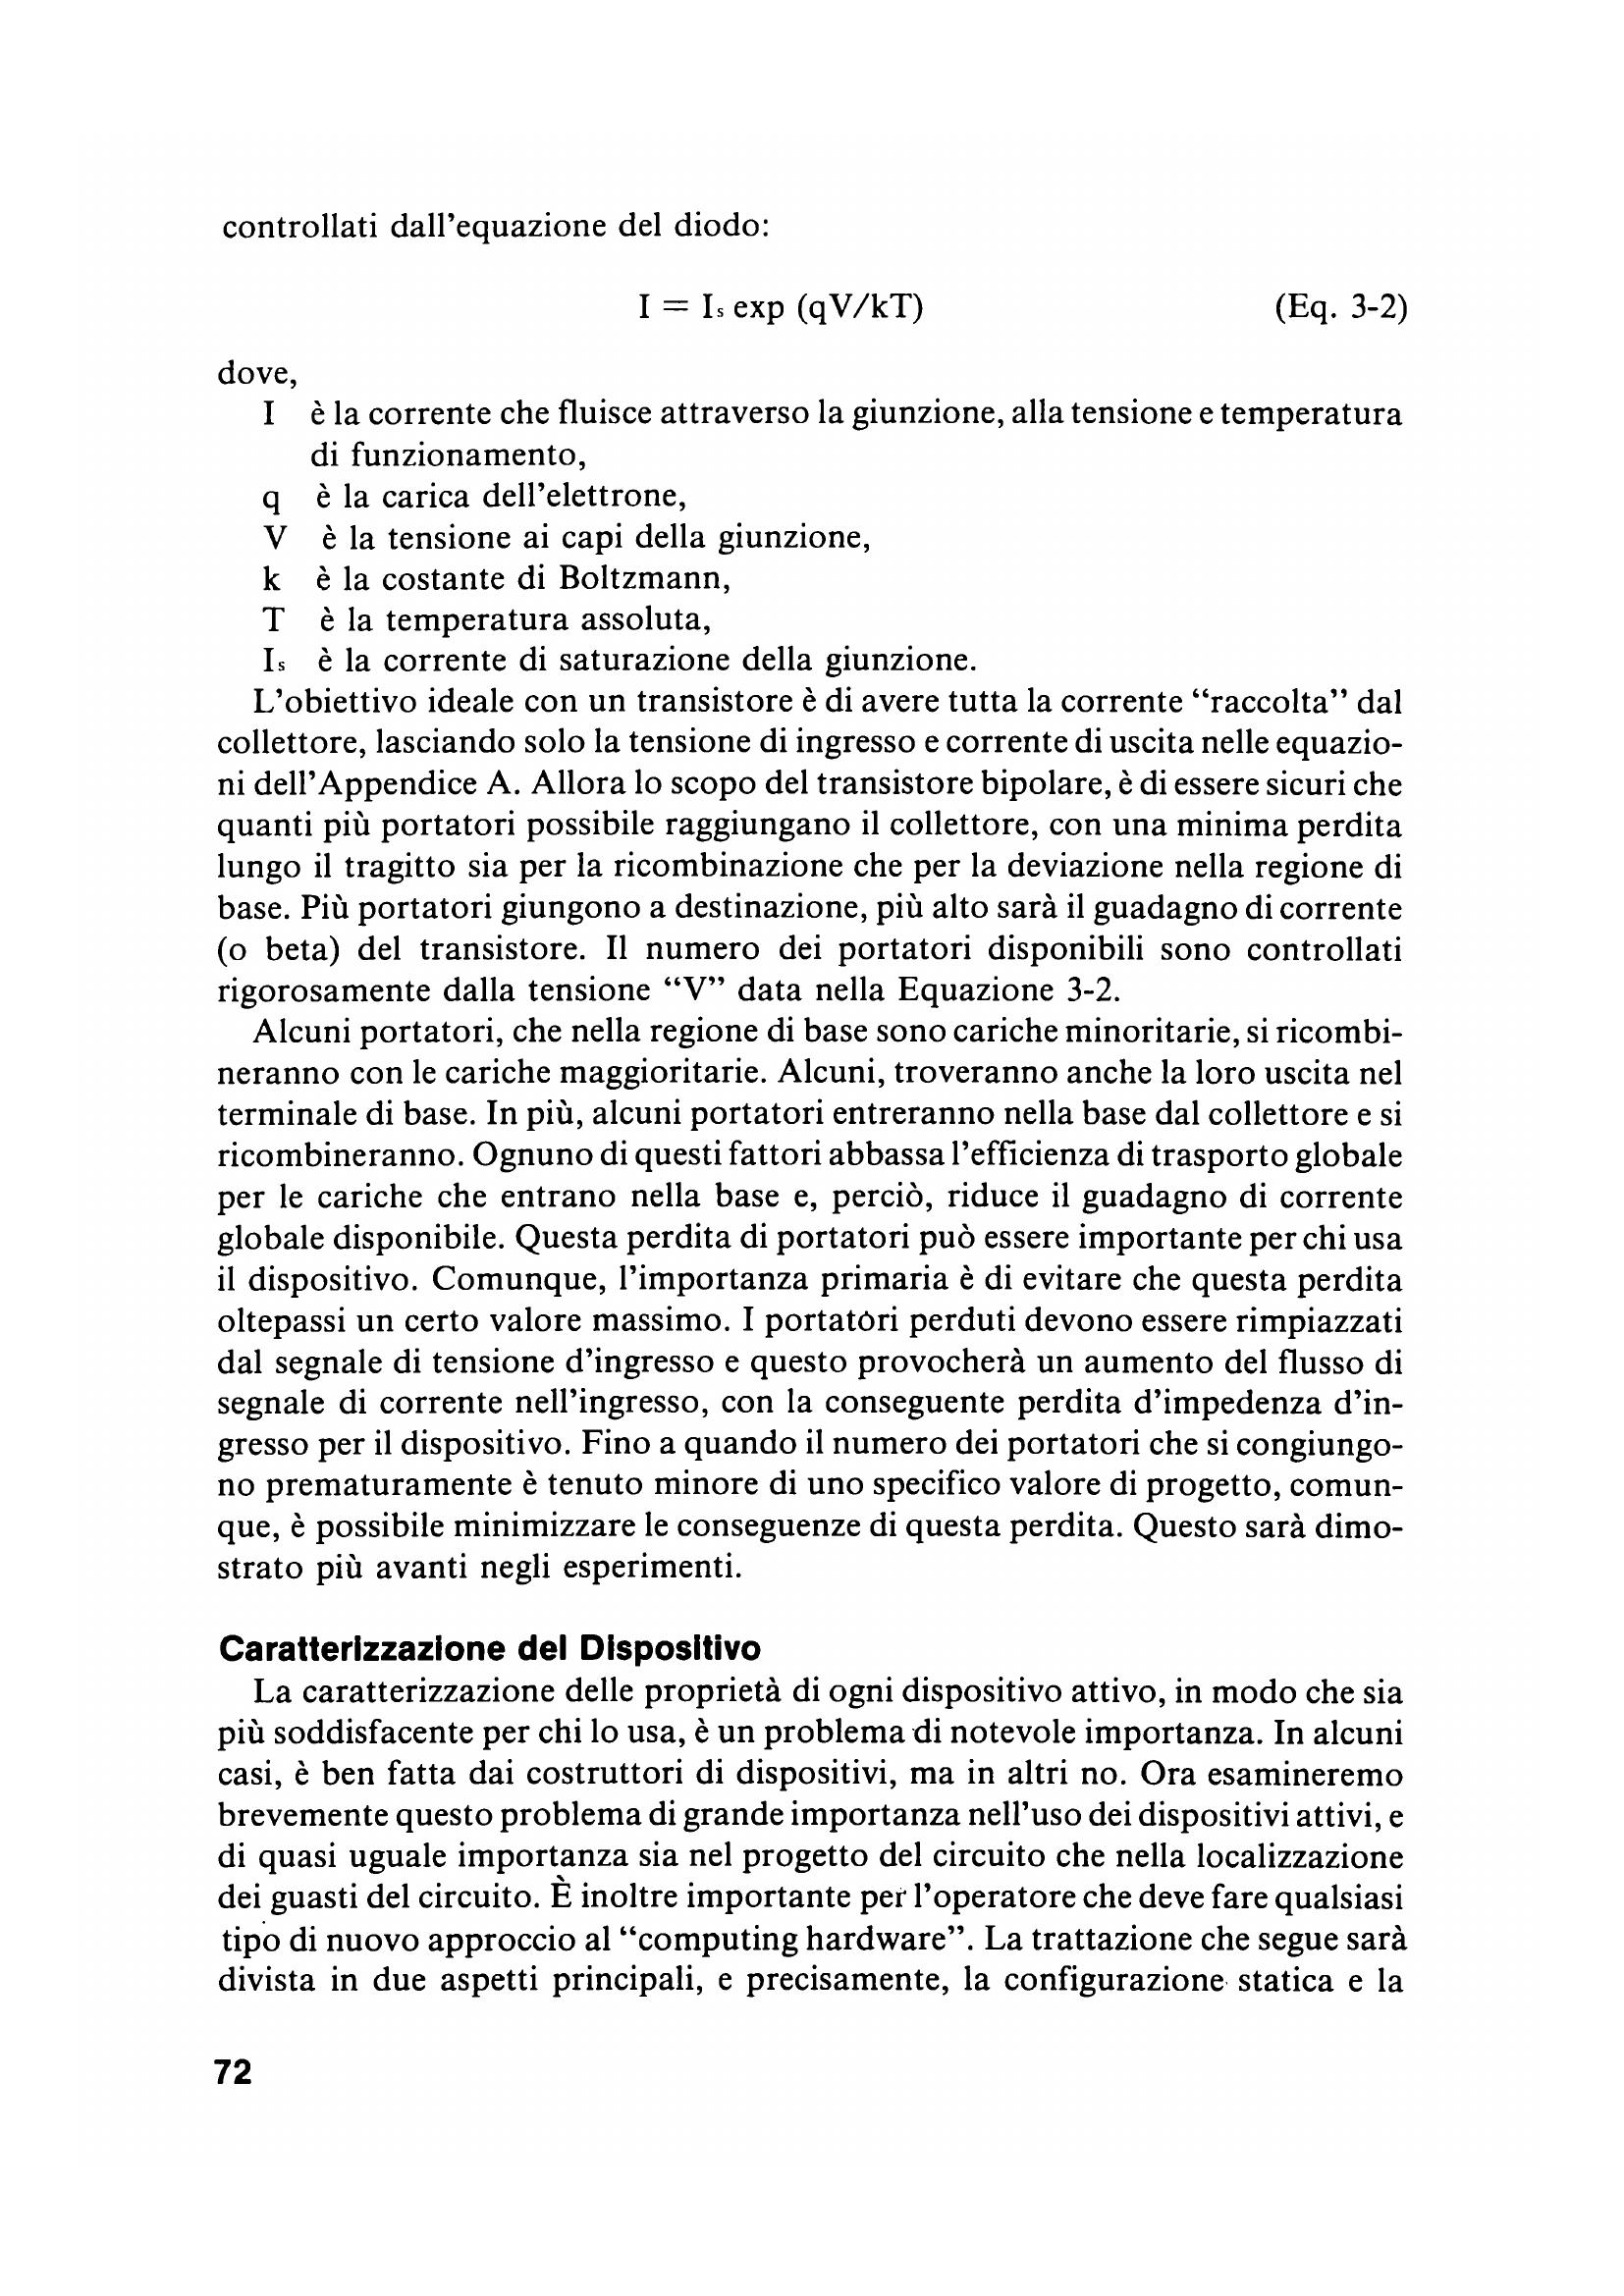 controllati dall'equazione del diodo:
I = Is exp (qV/kT) (Eq. 3-2)
dove,
I è la corrente che fluisce attraverso la giunzione, alla tensione e temperatura
di funzionamento,
q è la carica dell'elettrone,
V è la tensione ai capi della giunzione,
k è la costante di Boltzmann,
T è la temperatura assoluta,
Is è la corrente di saturazione della giunzione.
L'obiettivo ideale con un transistore è di avere tutta la corrente “raccolta” dal
collettore, lasciando solo la tensione di ingresso e corrente di uscita nelle equazio-
ni dell'Appendice A. Allora lo scopo del transistore bipolare, è di essere sicuri che
quanti più portatori possibile raggiungano il collettore, con una minima perdita
lungo il tragitto sia per la ricombinazione che per la deviazione nella regione di
base. Più portatori giungono a destinazione, più alto sarà il guadagno di corrente
(o beta) del transistore. Il numero dei portatori disponibili sono controllati
rigorosamente dalla tensione “V” data nella Equazione 3-2.
Alcuni portatori, che nella regione di base sono cariche minoritarie, si ricombi-
neranno con le cariche maggioritarie. Alcuni, troveranno anche la loro uscita nel
terminale di base. In più, alcuni portatori entreranno nella base dal collettore e si
ricombineranno. Ognuno di questi fattori abbassa l'efficienza di trasporto globale
per le cariche che entrano nella base e, perciò, riduce il guadagno di corrente
globale disponibile. Questa perdita di portatori può essere importante per chi usa
il dispositivo. Comunque, l'importanza primaria è di evitare che questa perdita
oltepassi un certo valore massimo. I portatori perduti devono essere rimpiazzati
dal segnale di tensione d'ingresso e questo provocherà un aumento del flusso di
segnale di corrente nell'ingresso, con la conseguente perdita d'impedenza d'in-
gresso per il dispositivo. Fino a quando il numero dei portatori che si congiungo-
no prematuramente è tenuto minore di uno specifico valore di progetto, comun-
que, è possibile minimizzare le conseguenze di questa perdita. Questo sarà dimo-
strato più avanti negli esperimenti.
Caratterizzazione del Dispositivo
La caratterizzazione delle proprietà di ogni dispositivo attivo, in modo che sia
più soddisfacente per chi lo usa, è un problema di notevole importanza. In alcuni
casi, è ben fatta dai costruttori di dispositivi, ma in altri no. Ora esamineremo
brevemente questo problema di grande importanza nell'uso dei dispositivi attivi, e
di quasi uguale importanza sia nel progetto del circuito che nella localizzazione
dei guasti del circuito. È inoltre importante per l'operatore che deve fare qualsiasi
tipo di nuovo approccio al “computing hardware”. La trattazione che segue sarà
divista in due aspetti principali, e precisamente, la configurazione statica e la
72